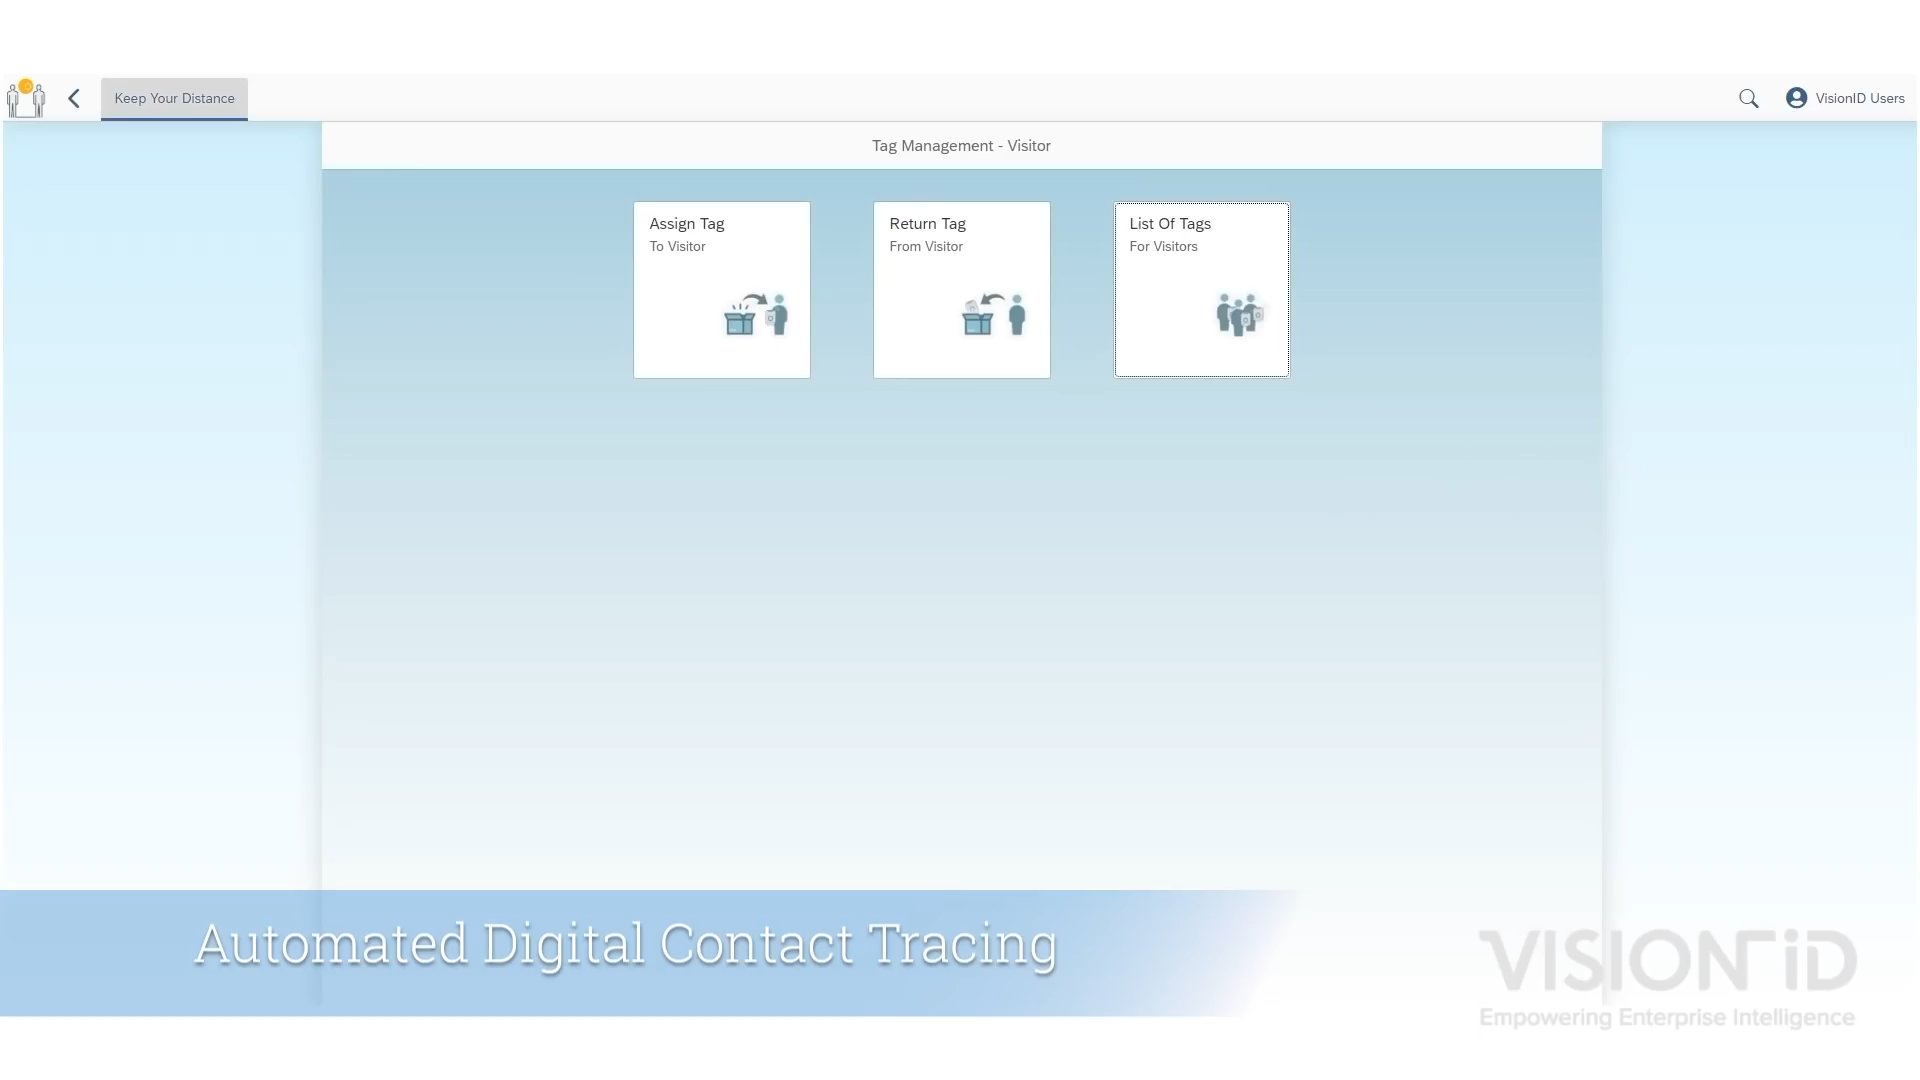 Keep Your Distance
VisionID Users
Tag Management - Visitor
Assign Tag
To Visitor
Return Tag
From Visitor
List Of Tags
For Visitors
Automated Digital Contact Tracing
VISION iD
Empowering Enterprise Intelligence